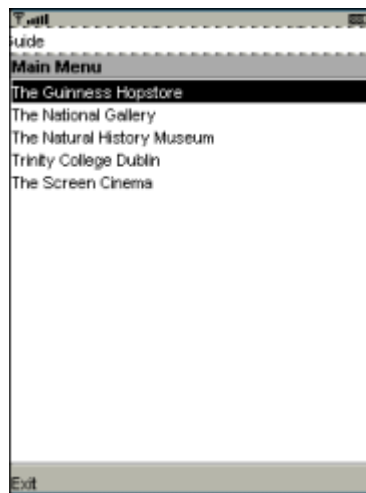 Guide
Main Menu
The Guinness Hopstore
The National Gallery
The Natural History Museum
Trinity College Dublin
The Screen Cinema
Exit